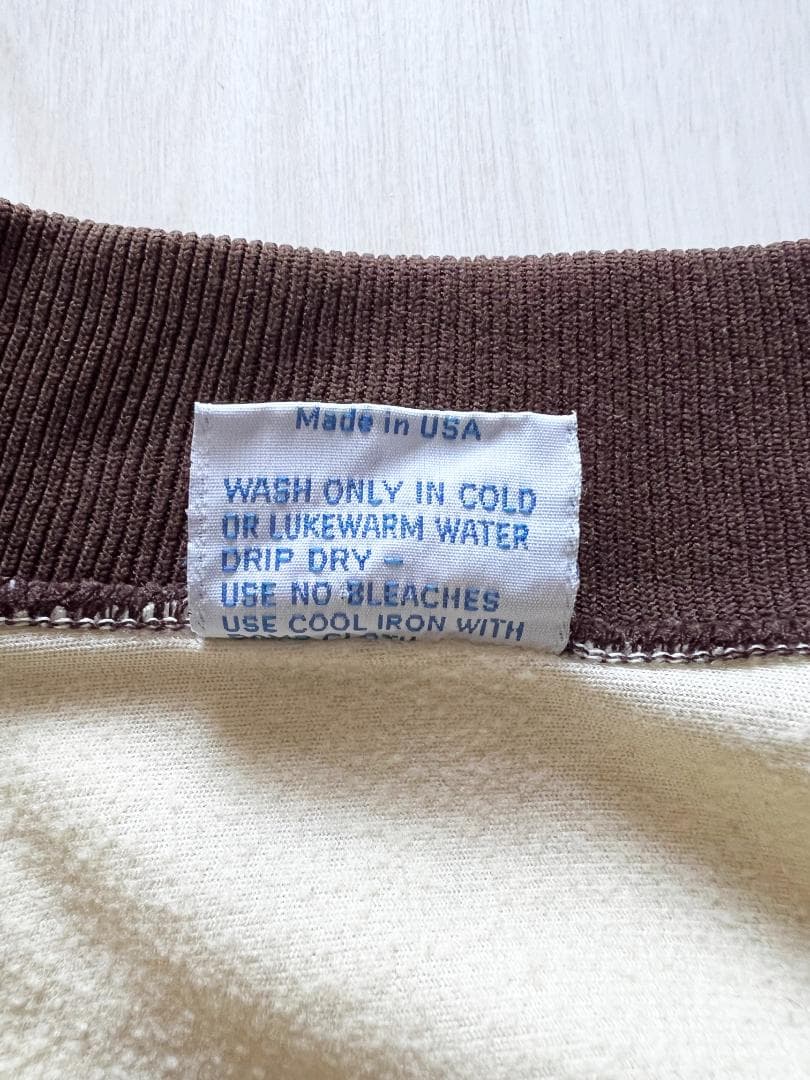 Made in USA
WASH ONLY IN COLD
OR LUKEWARM WATER
DRIP DRY –
USE NO BLEACHES
USE COOL IRON WITH